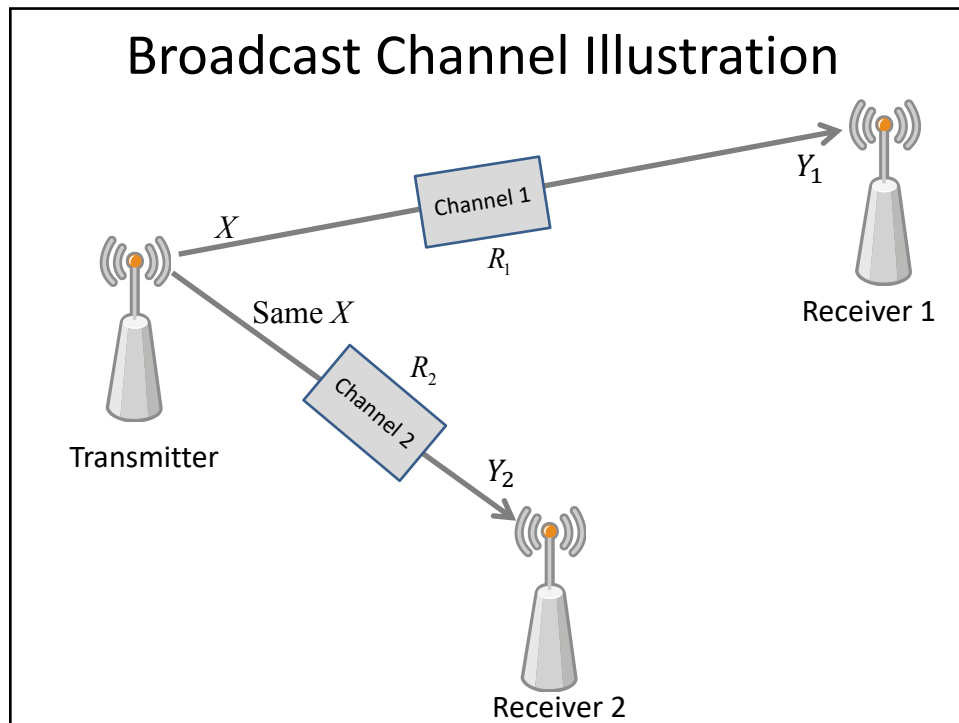 Broadcast Channel Illustration
Y₁
Channel 1
X
R₁
Receiver 1
Same X
R₂
Channel 2
Transmitter
Y₂
Receiver 2